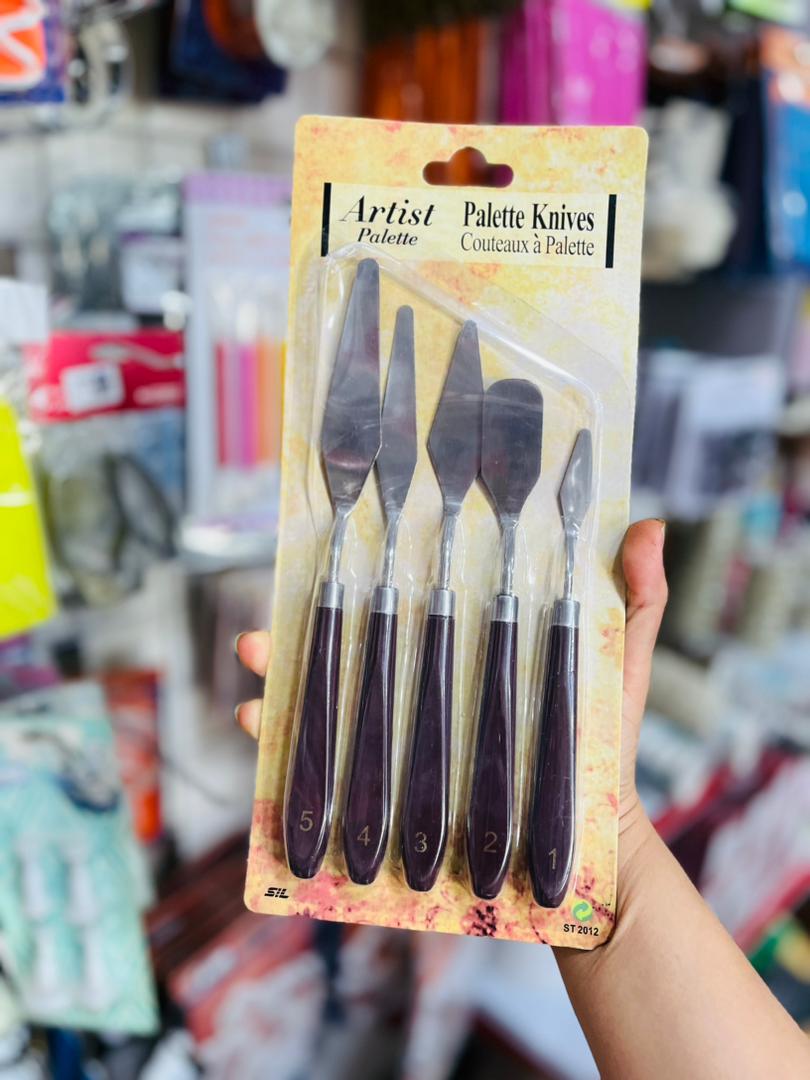 Artist
Palette
Palette Knives
Couteaux à Palette
5 4 3 2 1
SIL
ST 2012